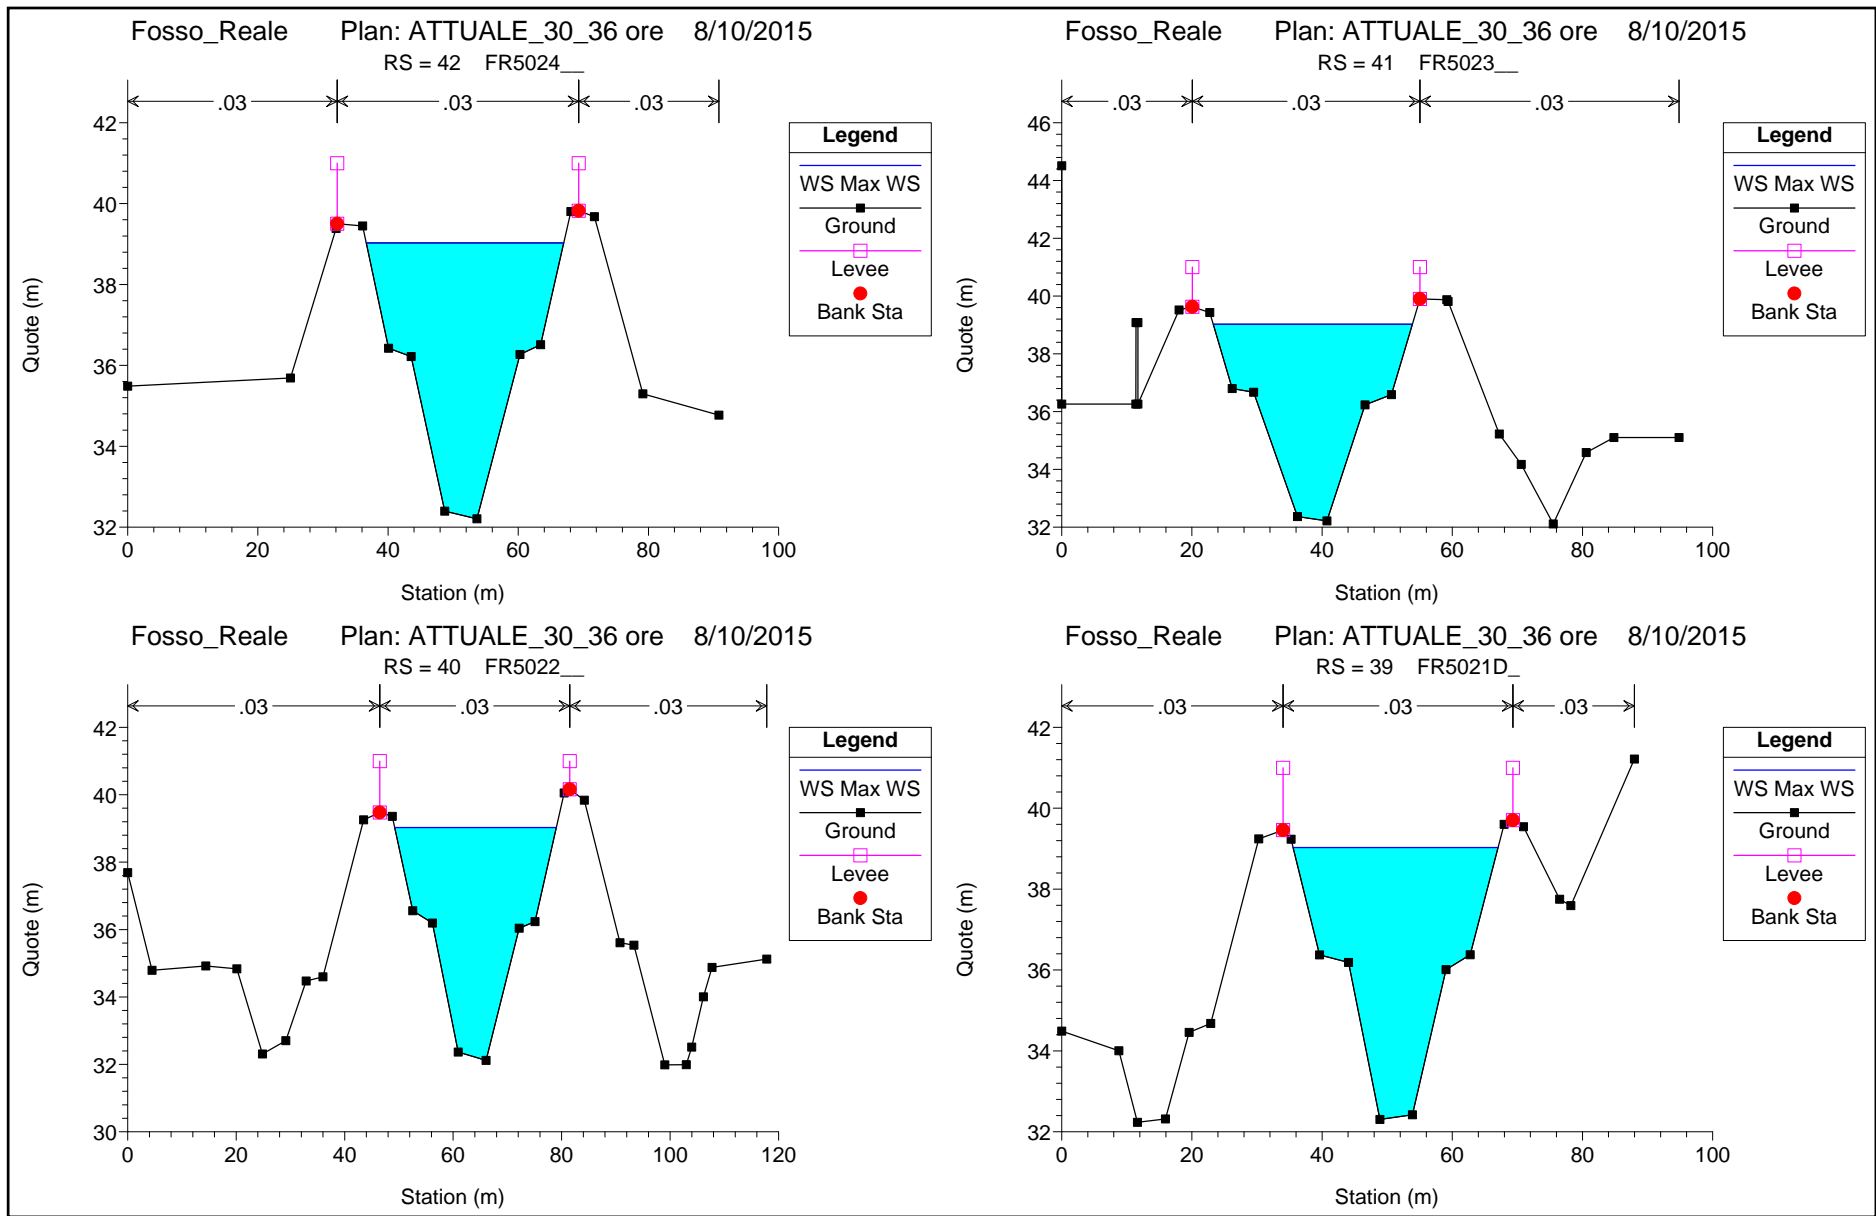 Fosso_Reale Plan: ATTUALE_30_36 ore 8/10/2015
RS = 42 FR5024__
.03 .03 .03
42
40
38
36
34
32
Quote (m)
0 20 40 60 80 100
Station (m)
Legend
WS Max WS
Ground
Levee
Bank Sta
Fosso_Reale Plan: ATTUALE_30_36 ore 8/10/2015
RS = 41 FR5023__
.03 .03 .03
46
44
42
40
38
36
34
32
Quote (m)
0 20 40 60 80 100
Station (m)
Legend
WS Max WS
Ground
Levee
Bank Sta
Fosso_Reale Plan: ATTUALE_30_36 ore 8/10/2015
RS = 40 FR5022__
.03 .03 .03
42
40
38
36
34
32
30
Quote (m)
0 20 40 60 80 100 120
Station (m)
Legend
WS Max WS
Ground
Levee
Bank Sta
Fosso_Reale Plan: ATTUALE_30_36 ore 8/10/2015
RS = 39 FR5021D_
.03 .03 .03
42
40
38
36
34
32
Quote (m)
0 20 40 60 80 100
Station (m)
Legend
WS Max WS
Ground
Levee
Bank Sta